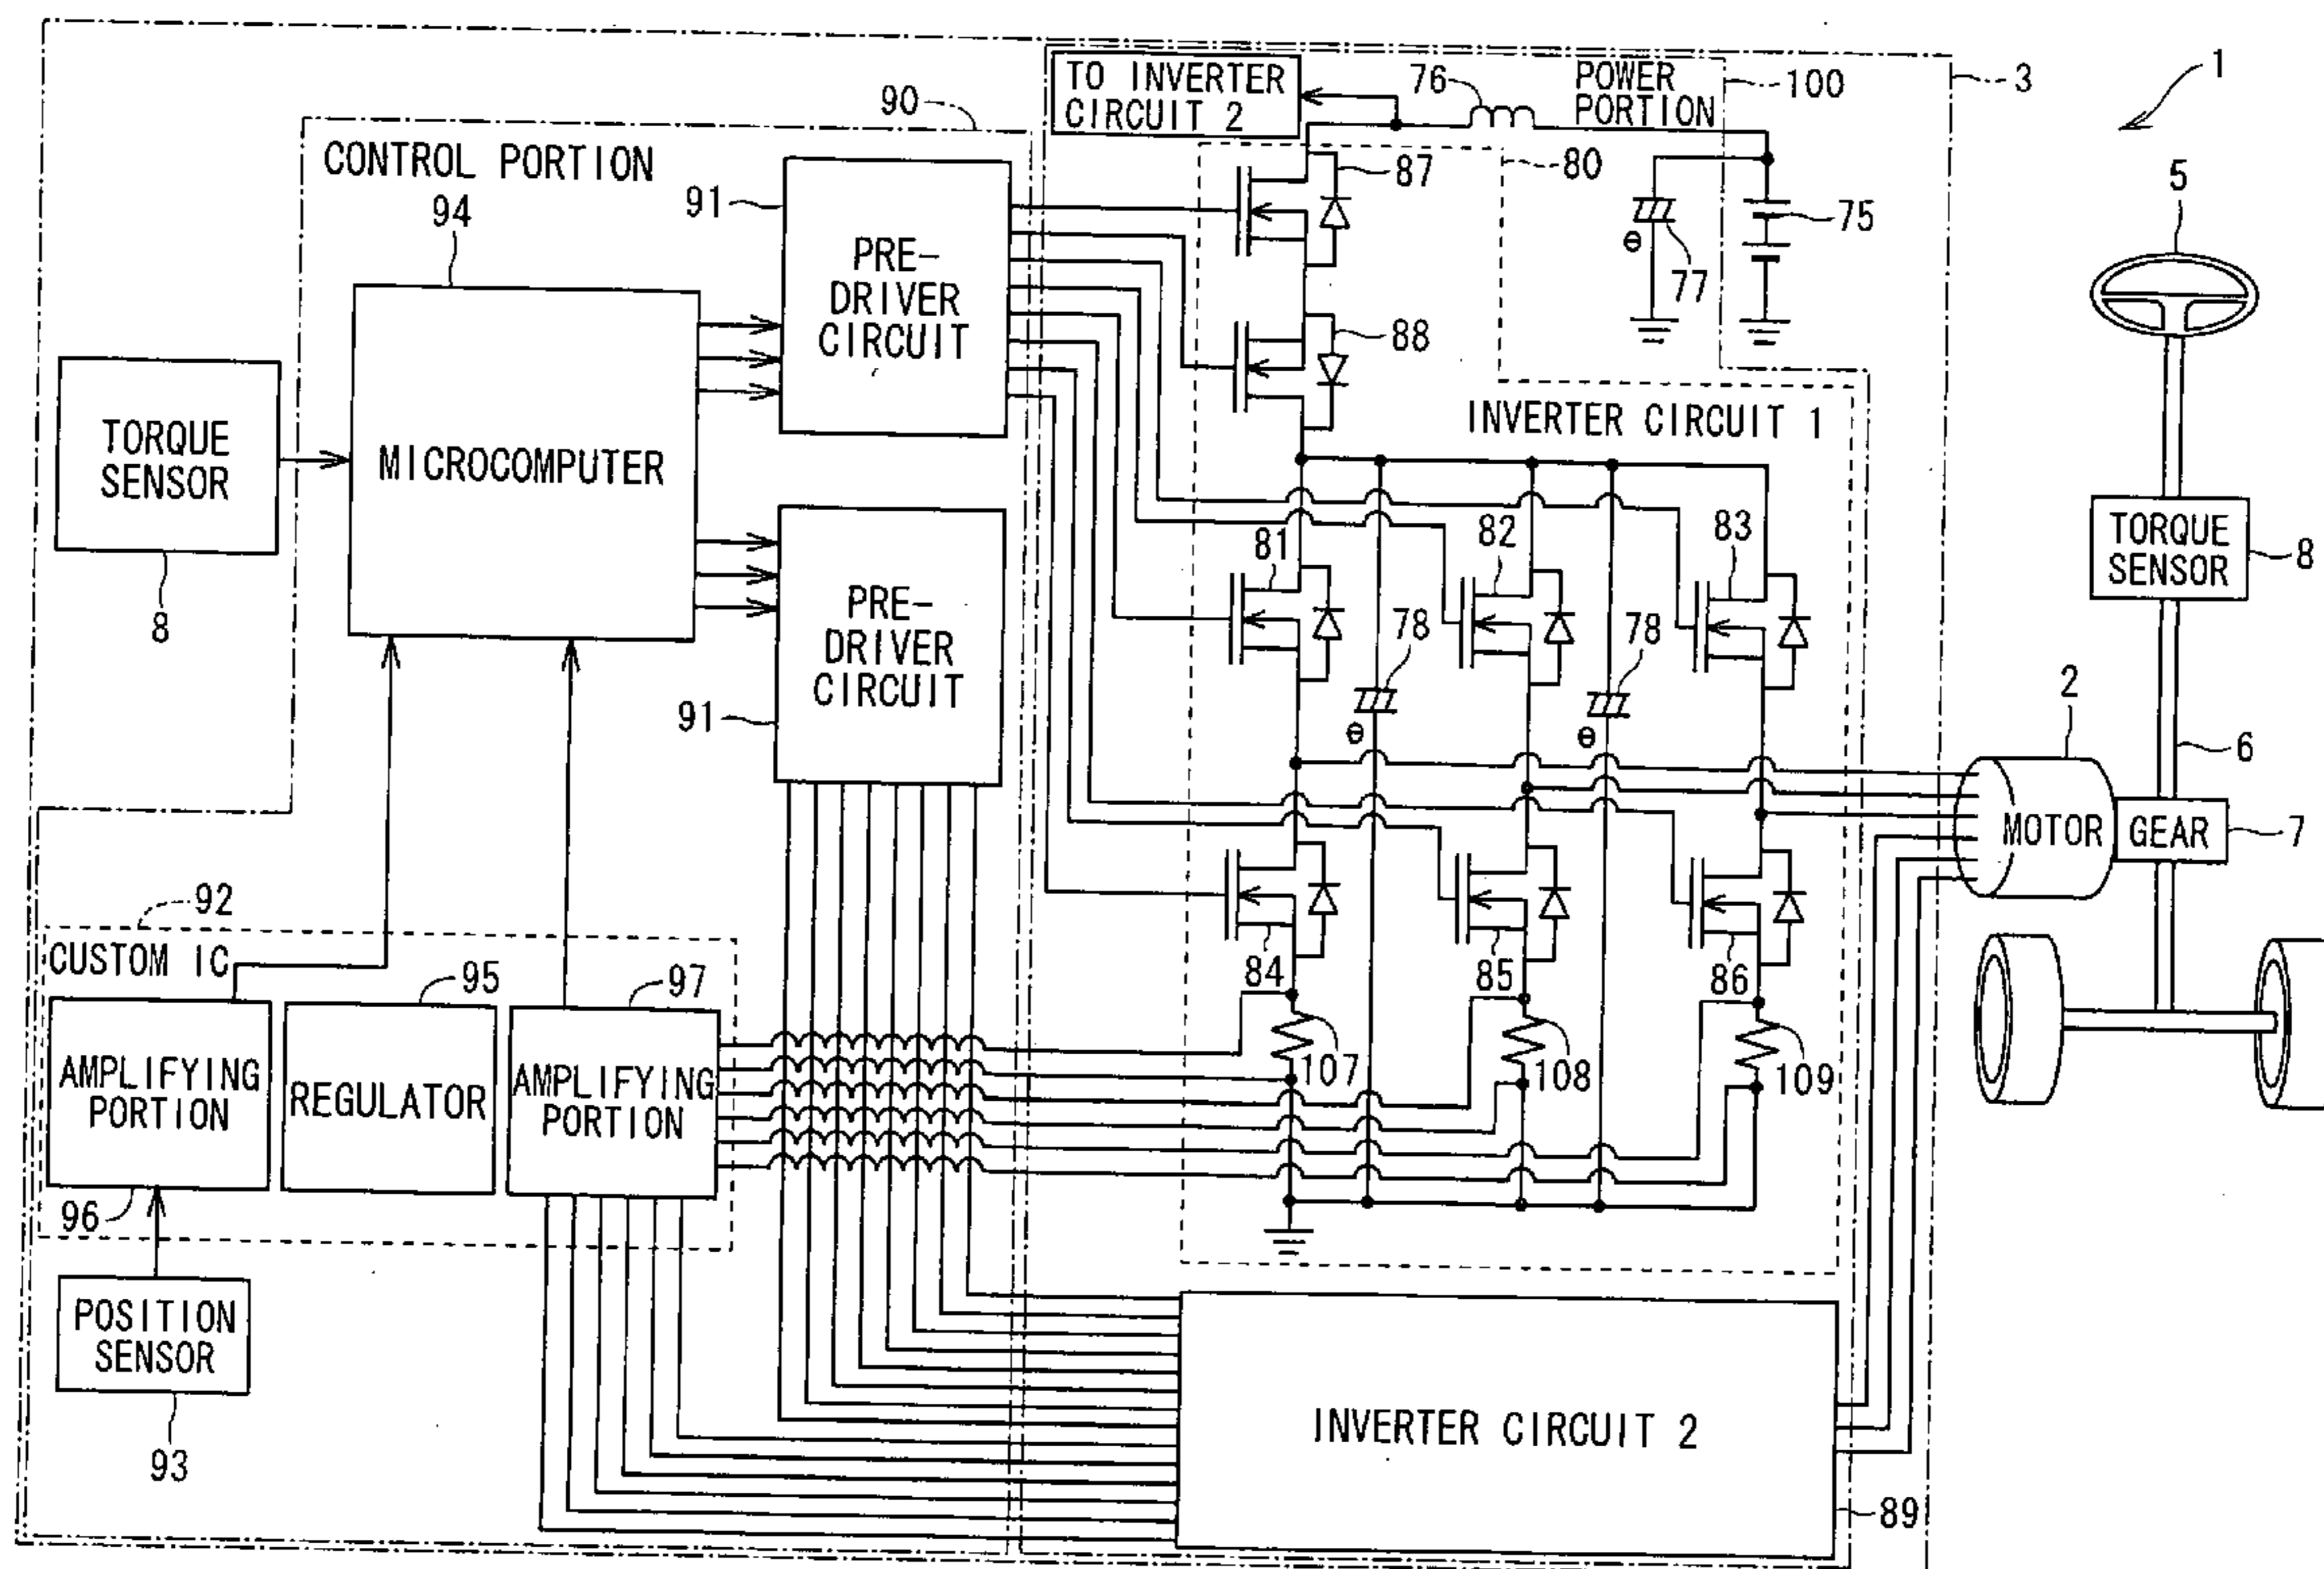 TO INVERTER
CIRCUIT 2
76
POWER
PORTION
100
3
1
90
CONTROL PORTION
94
91
PRE-
DRIVER
CIRCUIT
87
80
88
77
75
5
TORQUE
SENSOR
8
MICROCOMPUTER
INVERTER CIRCUIT 1
91
PRE-
DRIVER
CIRCUIT
81
82
83
78
78
TORQUE
SENSOR
8
2
6
MOTOR
GEAR
7
92
CUSTOM IC
95
97
84
85
86
AMPLIFYING
PORTION
REGULATOR
AMPLIFYING
PORTION
107
108
109
96
POSITION
SENSOR
93
INVERTER CIRCUIT 2
89